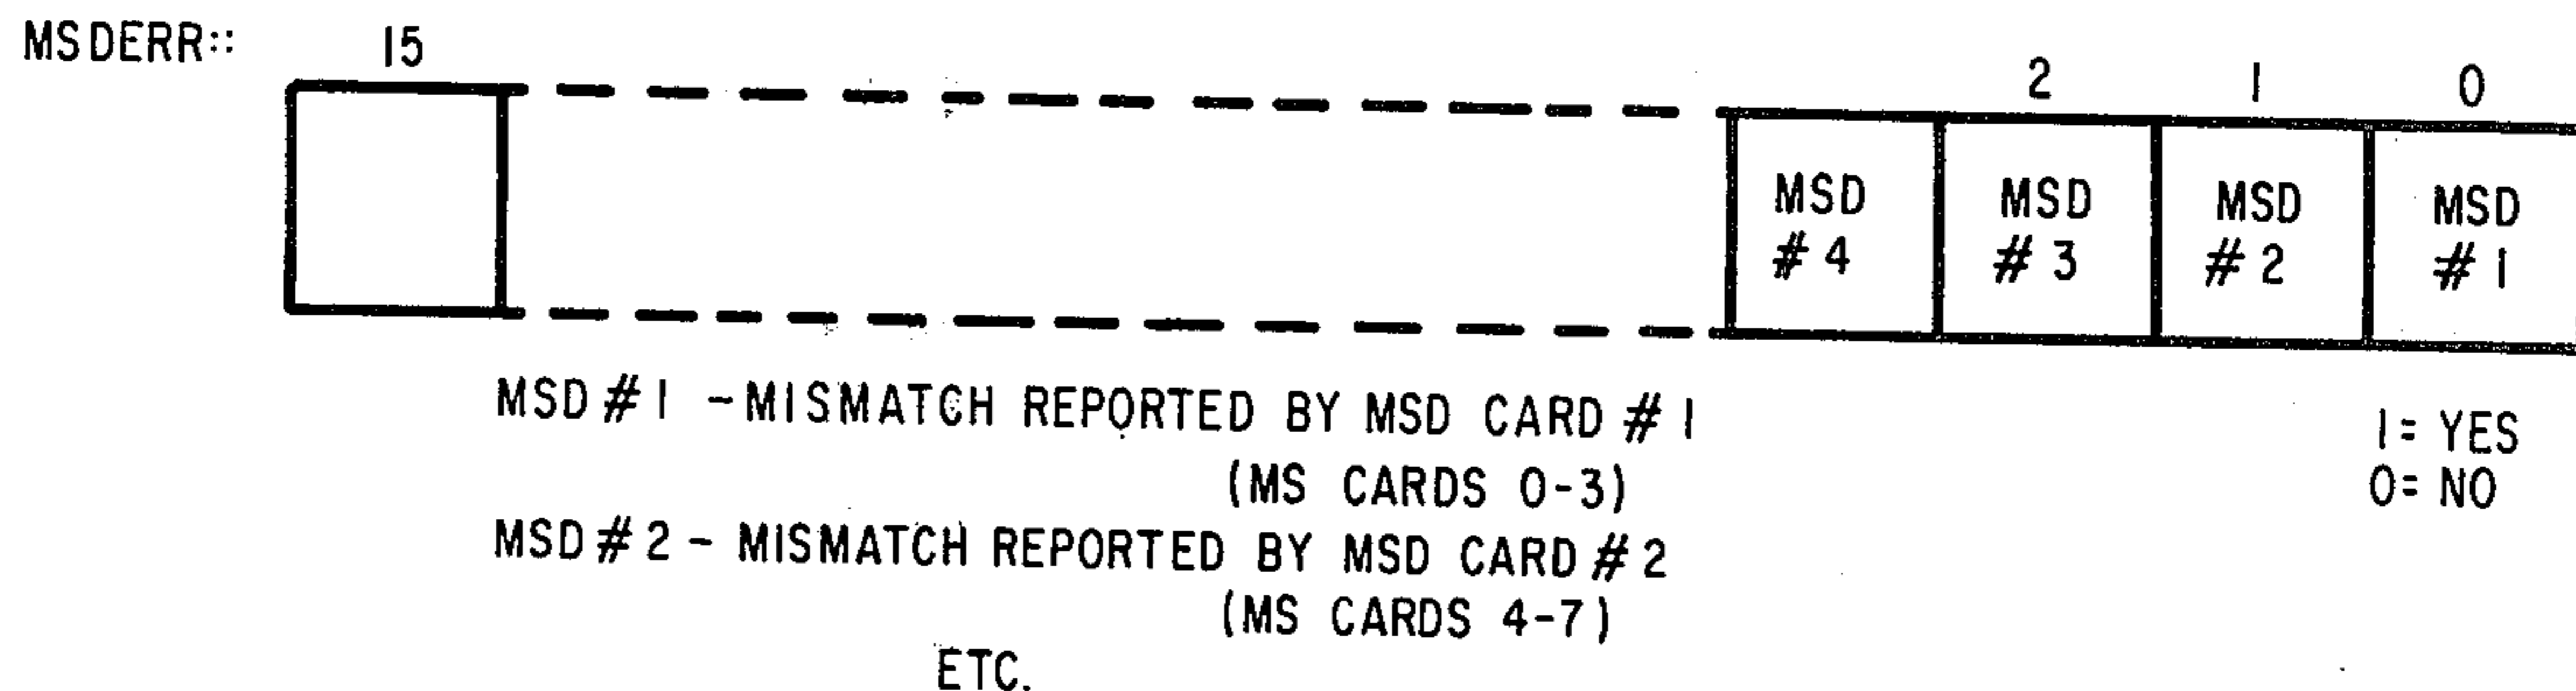 MSDERR::
15
2 1 0
MSD MSD MSD MSD
#4 #3 #2 #1
MSD #1 - MISMATCH REPORTED BY MSD CARD #1
(MS CARDS 0-3)
1= YES
0= NO
MSD #2 - MISMATCH REPORTED BY MSD CARD #2
(MS CARDS 4-7)
ETC.